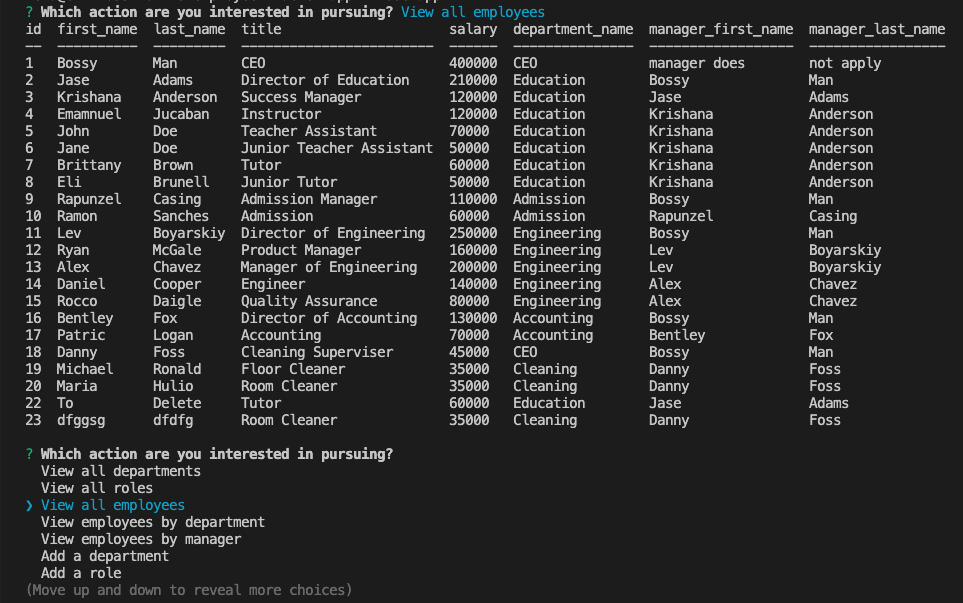 ? Which action are you interested in pursuing? View all employees
id  first_name  last_name  title                     salary  department_name  manager_first_name  manager_last_name
--  ----------  ---------  ------------------------  ------  ---------------  ------------------  -----------------
1   Bossy       Man        CEO                       400000  CEO              manager does        not apply
2   Jase        Adams      Director of Education     210000  Education        Bossy               Man
3   Krishana    Anderson   Success Manager           120000  Education        Jase                Adams
4   Emamnuel    Jucaban    Instructor                120000  Education        Krishana            Anderson
5   John        Doe        Teacher Assistant         70000   Education        Krishana            Anderson
6   Jane        Doe        Junior Teacher Assistant  50000   Education        Krishana            Anderson
7   Brittany    Brown      Tutor                     60000   Education        Krishana            Anderson
8   Eli         Brunell    Junior Tutor              50000   Education        Krishana            Anderson
9   Rapunzel    Casing     Admission Manager         110000  Admission        Bossy               Man
10  Ramon       Sanches    Admission                 60000   Admission        Rapunzel            Casing
11  Lev         Boyarskiy  Director of Engineering   250000  Engineering      Bossy               Man
12  Ryan        McGale     Product Manager           160000  Engineering      Lev                 Boyarskiy
13  Alex        Chavez     Manager of Engineering    200000  Engineering      Lev                 Boyarskiy
14  Daniel      Cooper     Engineer                  140000  Engineering      Alex                Chavez
15  Rocco       Daigle     Quality Assurance         80000   Engineering      Alex                Chavez
16  Bentley     Fox        Director of Accounting    130000  Accounting       Bossy               Man
17  Patric      Logan      Accounting                70000   Accounting       Bentley             Fox
18  Danny       Foss       Cleaning Superviser       45000   CEO              Bossy               Man
19  Michael     Ronald     Floor Cleaner             35000   Cleaning         Danny               Foss
20  Maria       Hulio      Room Cleaner              35000   Cleaning         Danny               Foss
22  To          Delete     Tutor                     60000   Education        Jase                Adams
23  dfggsg      dfdfg      Room Cleaner              35000   Cleaning         Danny               Foss
? Which action are you interested in pursuing?
View all departments
View all roles
❯ View all employees
View employees by department
View employees by manager
Add a department
Add a role
(Move up and down to reveal more choices)